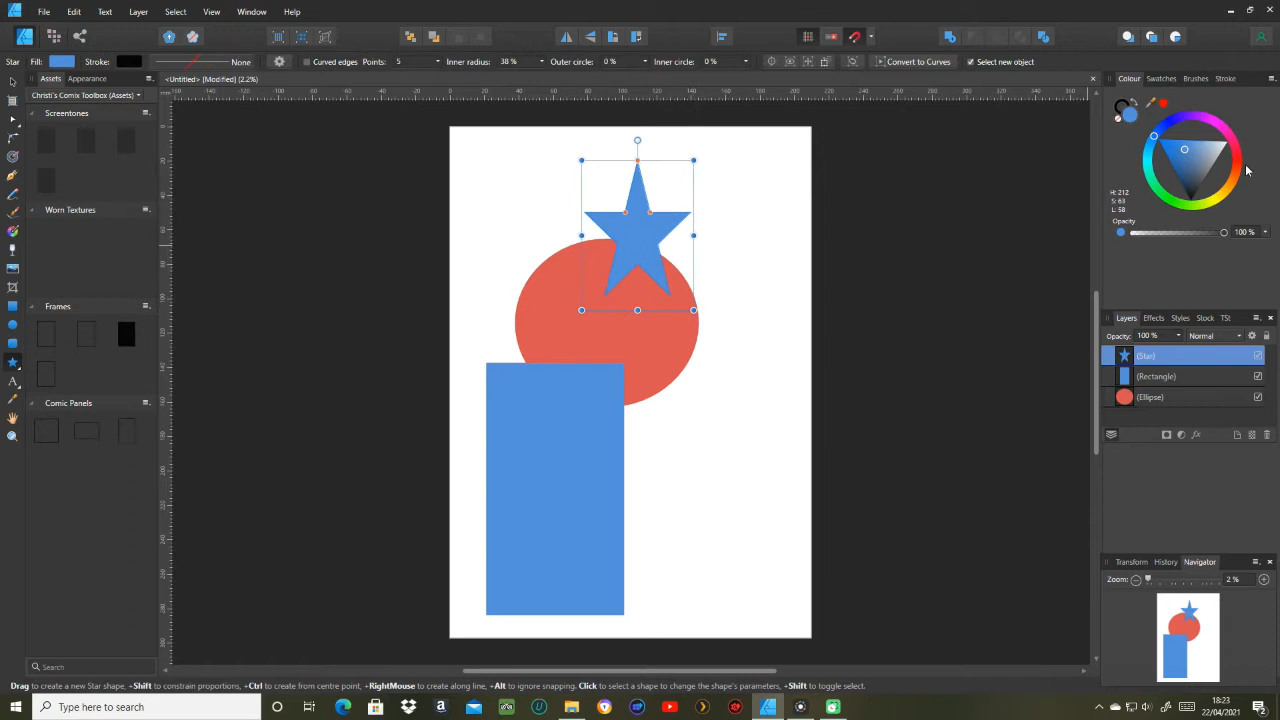 File Edit Text Layer Select View Window Help
Star Fill: Stroke: None Curved edges Points: 5 Inner radius: 38 % Outer circle: 0 % Inner circle: 0 % Convert to Curves Select new object
Assets Appearance
<Untitled> [Modified] (2.2%)
Colour Swatches Brushes Stroke
Christi's Comix Toolbox (Assets)
Screentones
Worn Textures
Frames
Comic Panels
Search
H: 212
S: 63
L: 58
Opacity
100 %
Layers Effects Styles Stock TSt
Opacity: 100 % Normal
(Star)
(Rectangle)
(Ellipse)
Transform History Navigator
Zoom: 2 %
Drag to create a new Star shape, +Shift to constrain proportions, +Ctrl to create from centre point, +RightMouse to create along line, +Alt to ignore snapping. Click to select a shape to change the shape's parameters, +Shift to toggle select.
Type here to search
18:23
22/04/2021